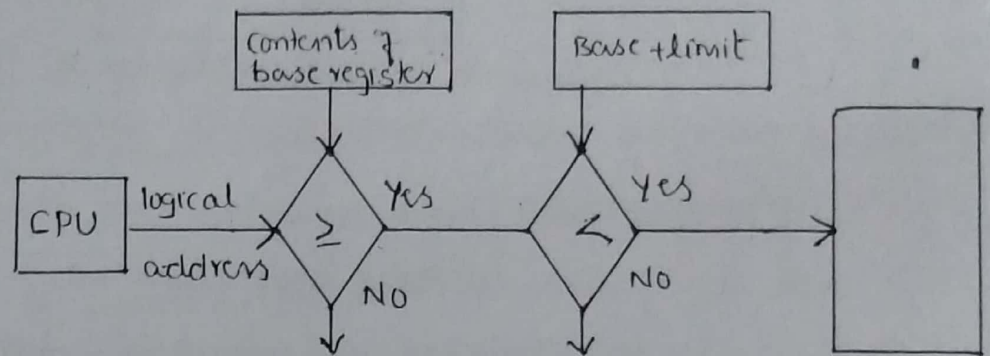 Contents of
base register
Base + limit
CPU
logical
address
≥
Yes
NO
<
Yes
NO